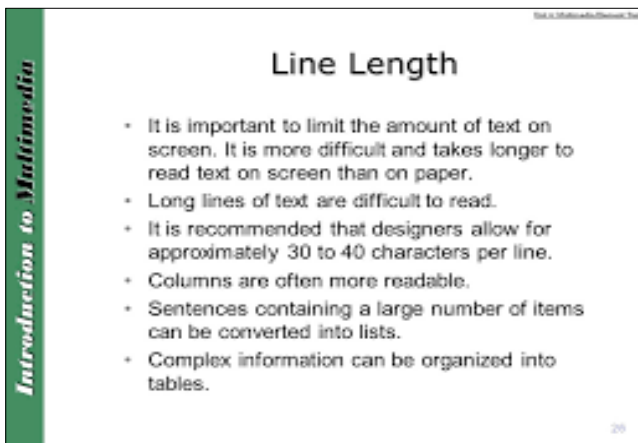 Line Length
• It is important to limit the amount of text on
screen. It is more difficult and takes longer to
read text on screen than on paper.
• Long lines of text are difficult to read.
• It is recommended that designers allow for
approximately 30 to 40 characters per line.
• Columns are often more readable.
• Sentences containing a large number of items
can be converted into lists.
• Complex information can be organized into
tables.
Introduction to Multimedia